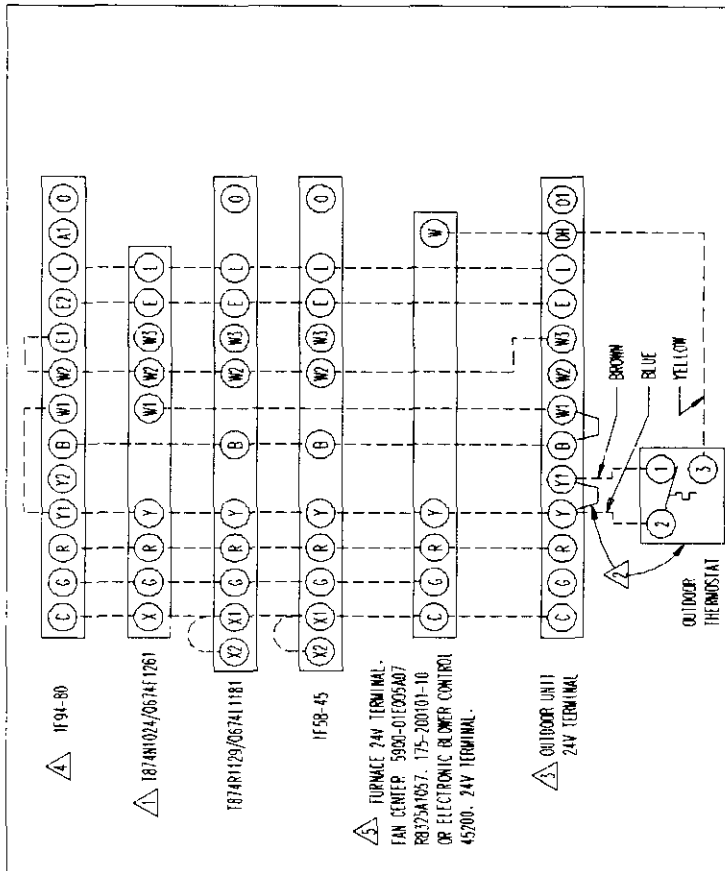 4 1F94-80
C G R Y1 Y2 B W1 W2 E1 E2 L A1 O
1 T874N1024/0674F1261
X G R Y W1 W2 W3 E L
T874R1129/0674L1181
X2 X1 G R Y B W2 W3 E L O
1F58-45
X2 X1 G R Y B W2 W3 E L O
5 FURNACE 24V TERMINAL.
FAN CENTER. 5900-01E005A07
R8325A1057. 175-200101-10
OR ELECTRONIC BLOWER CONTROL
45200. 24V TERMINAL.
C G R Y W
3 OUTDOOR UNIT
24V TERMINAL
C G R Y Y1 B W1 W2 W3 E L DH D1
2
BROWN
BLUE
YELLOW
2 1 3
OUTDOOR
THERMOSTAT